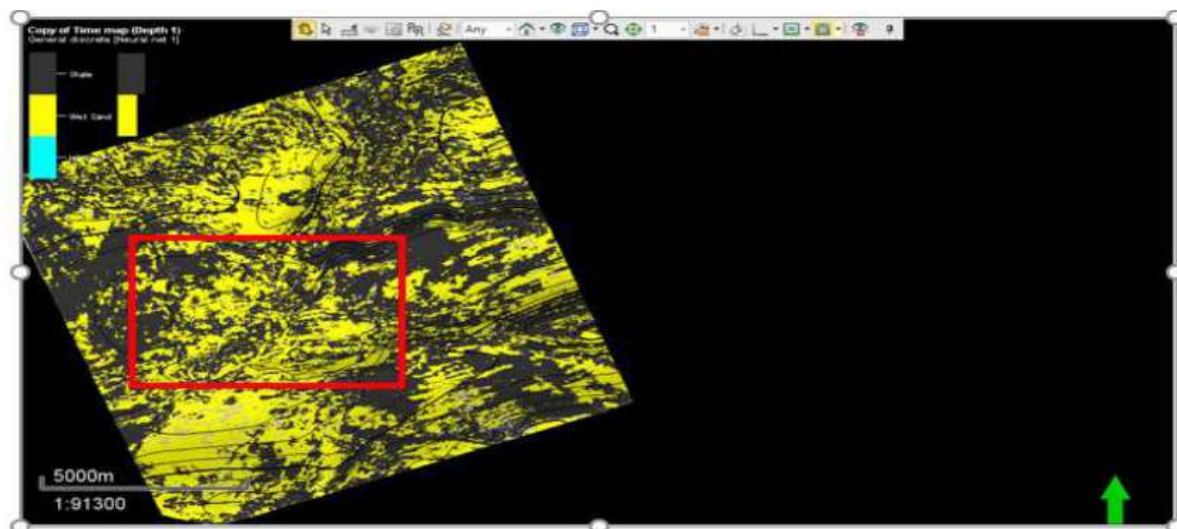 Copy of Time map (Depth 1)
General discrete (Neural net 1)
Any
1
Shale
Wet Sand
5000m
1:91300